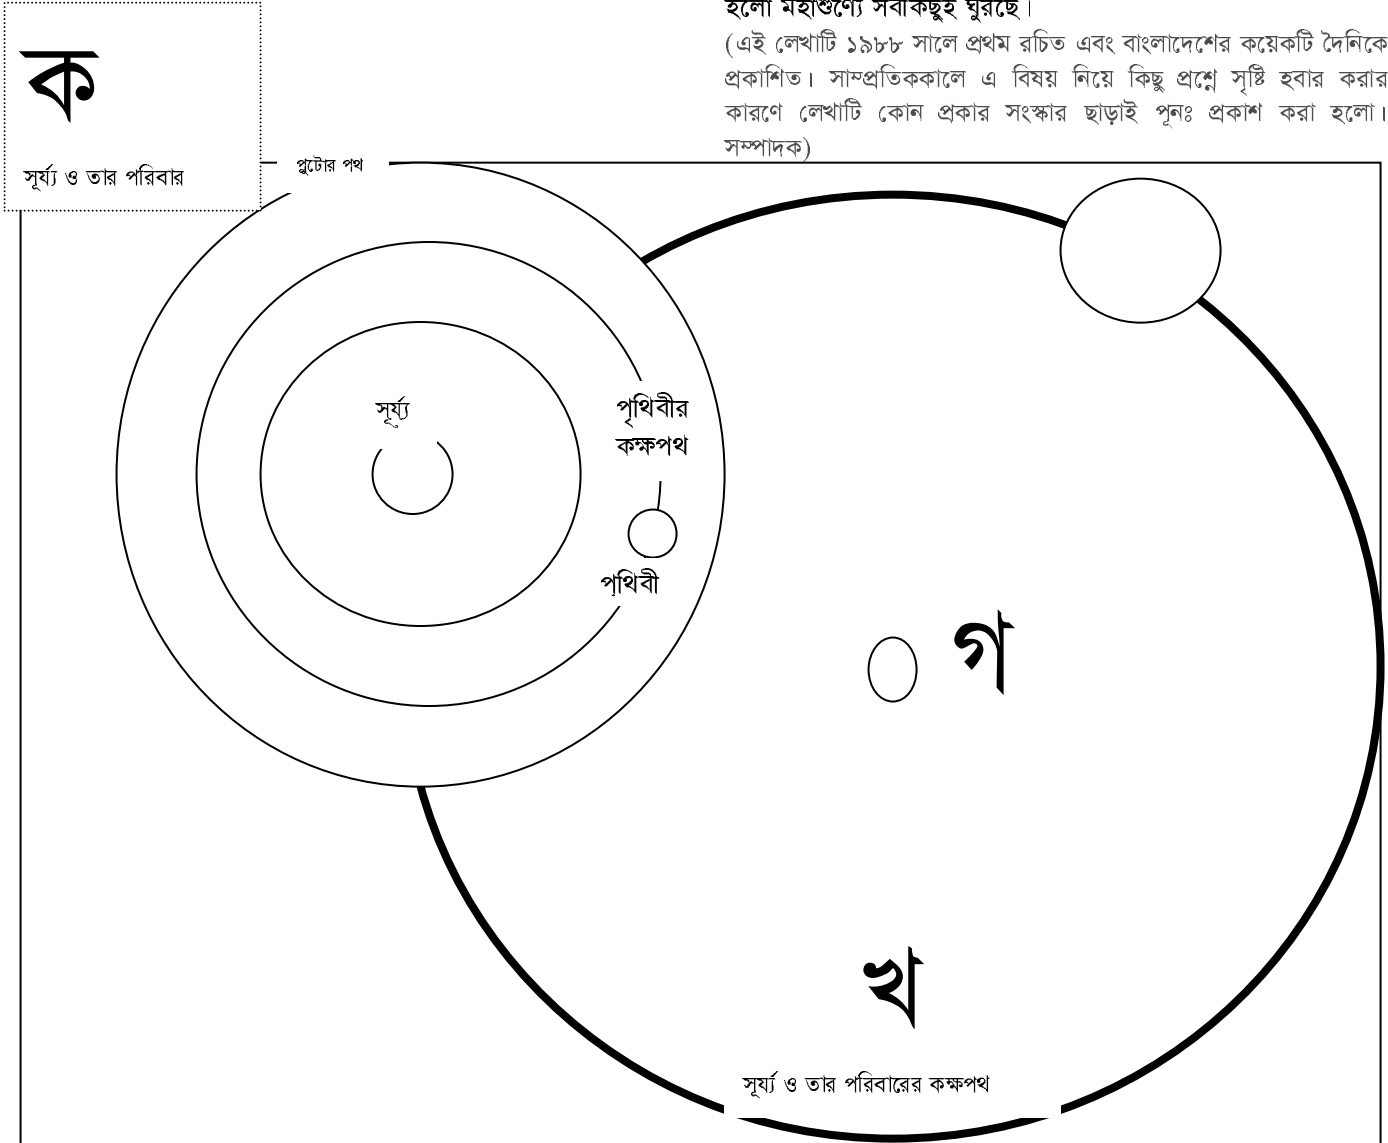 হলো মহাশুণ্যে সবকিছুই ঘুরছে।
(এই লেখাটি ১৯৮৮ সালে প্রথম রচিত এবং বাংলাদেশের কয়েকটি দৈনিকে
প্রকাশিত। সাম্প্রতিককালে এ বিষয় নিয়ে কিছু প্রশ্নে সৃষ্টি হবার করার
কারণে লেখাটি কোন প্রকার সংস্কার ছাড়াই পূনঃ প্রকাশ করা হলো।
সম্পাদক)
ক
সূর্য্য ও তার পরিবার
প্লুটোর পথ
সূর্য্য
পৃথিবীর
কক্ষপথ
পৃথিবী
গ
খ
সূর্য্য ও তার পরিবারের কক্ষপথ